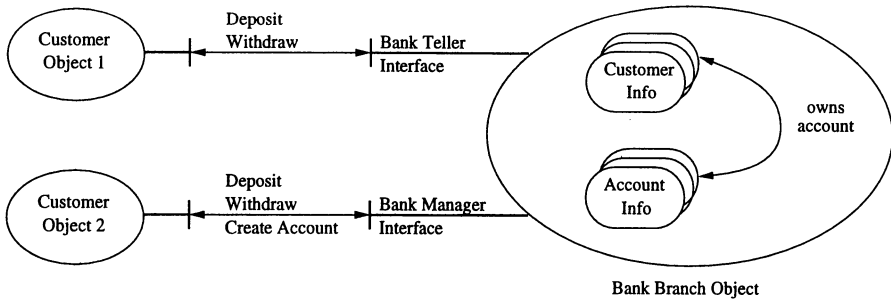 Customer
Object 1
Deposit
Withdraw
Bank Teller
Interface
Customer
Info
owns
account
Customer
Object 2
Deposit
Withdraw
Create Account
Bank Manager
Interface
Account
Info
Bank Branch Object